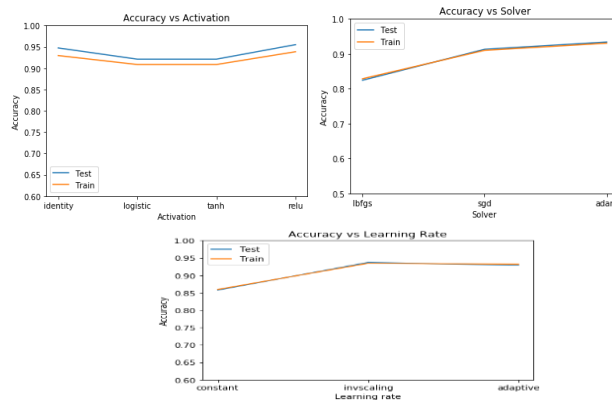 Accuracy vs Activation
1.00
0.95
0.90
0.85
0.80
0.75
0.70
0.65
0.60
Accuracy
Test
Train
identity
logistic
tanh
relu
Activation
Accuracy vs Solver
1.0
0.9
0.8
0.7
0.6
0.5
Accuracy
Test
Train
lbfgs
sgd
adam
Solver
Accuracy vs Learning Rate
1.00
0.95
0.90
0.85
0.80
0.75
0.70
0.65
0.60
Accuracy
Test
Train
constant
invscaling
adaptive
Learning rate